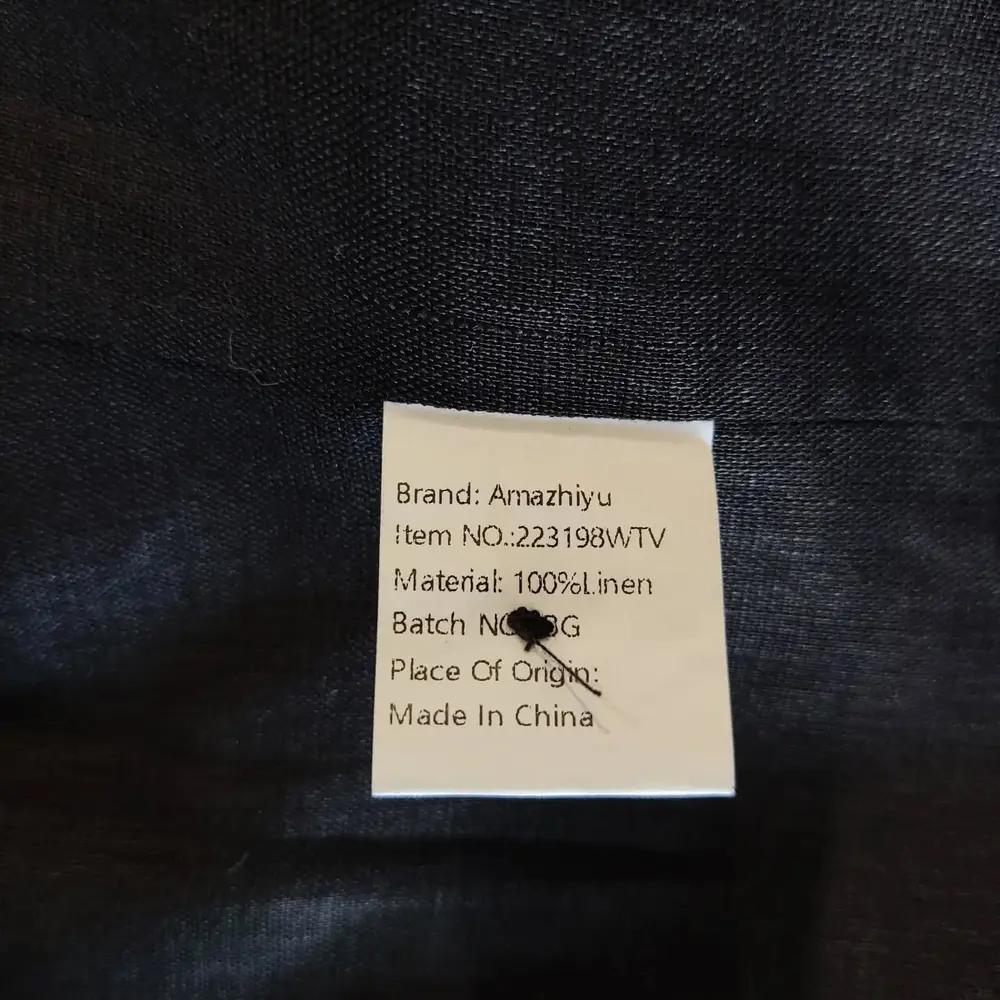 Brand: Amazhiyu
Item NO.:223198WTV
Material: 100%Linen
Batch
Place Of Origin:
Made In China